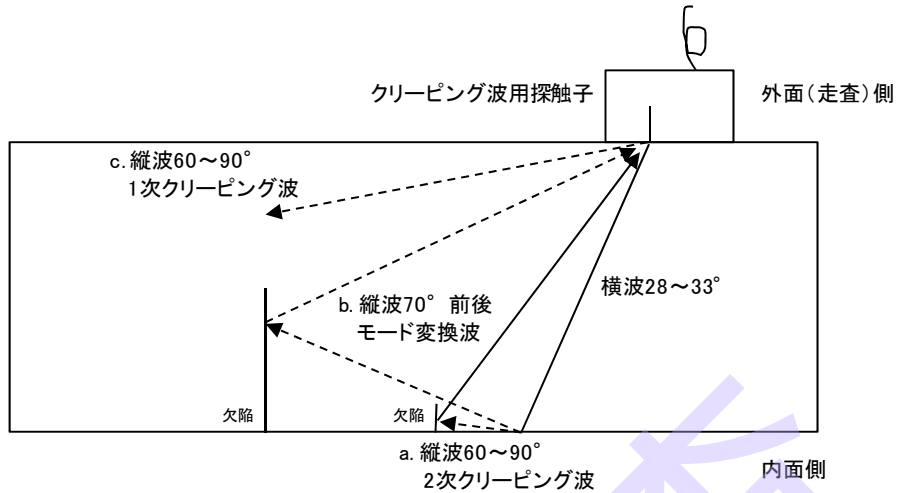 クリーピング波用探触子
外面(走査)側
c. 縦波60～90°
1次クリーピング波
横波28～33°
b. 縦波70° 前後
モード変換波
欠陥
欠陥
a. 縦波60～90°
2次クリーピング波
内面側